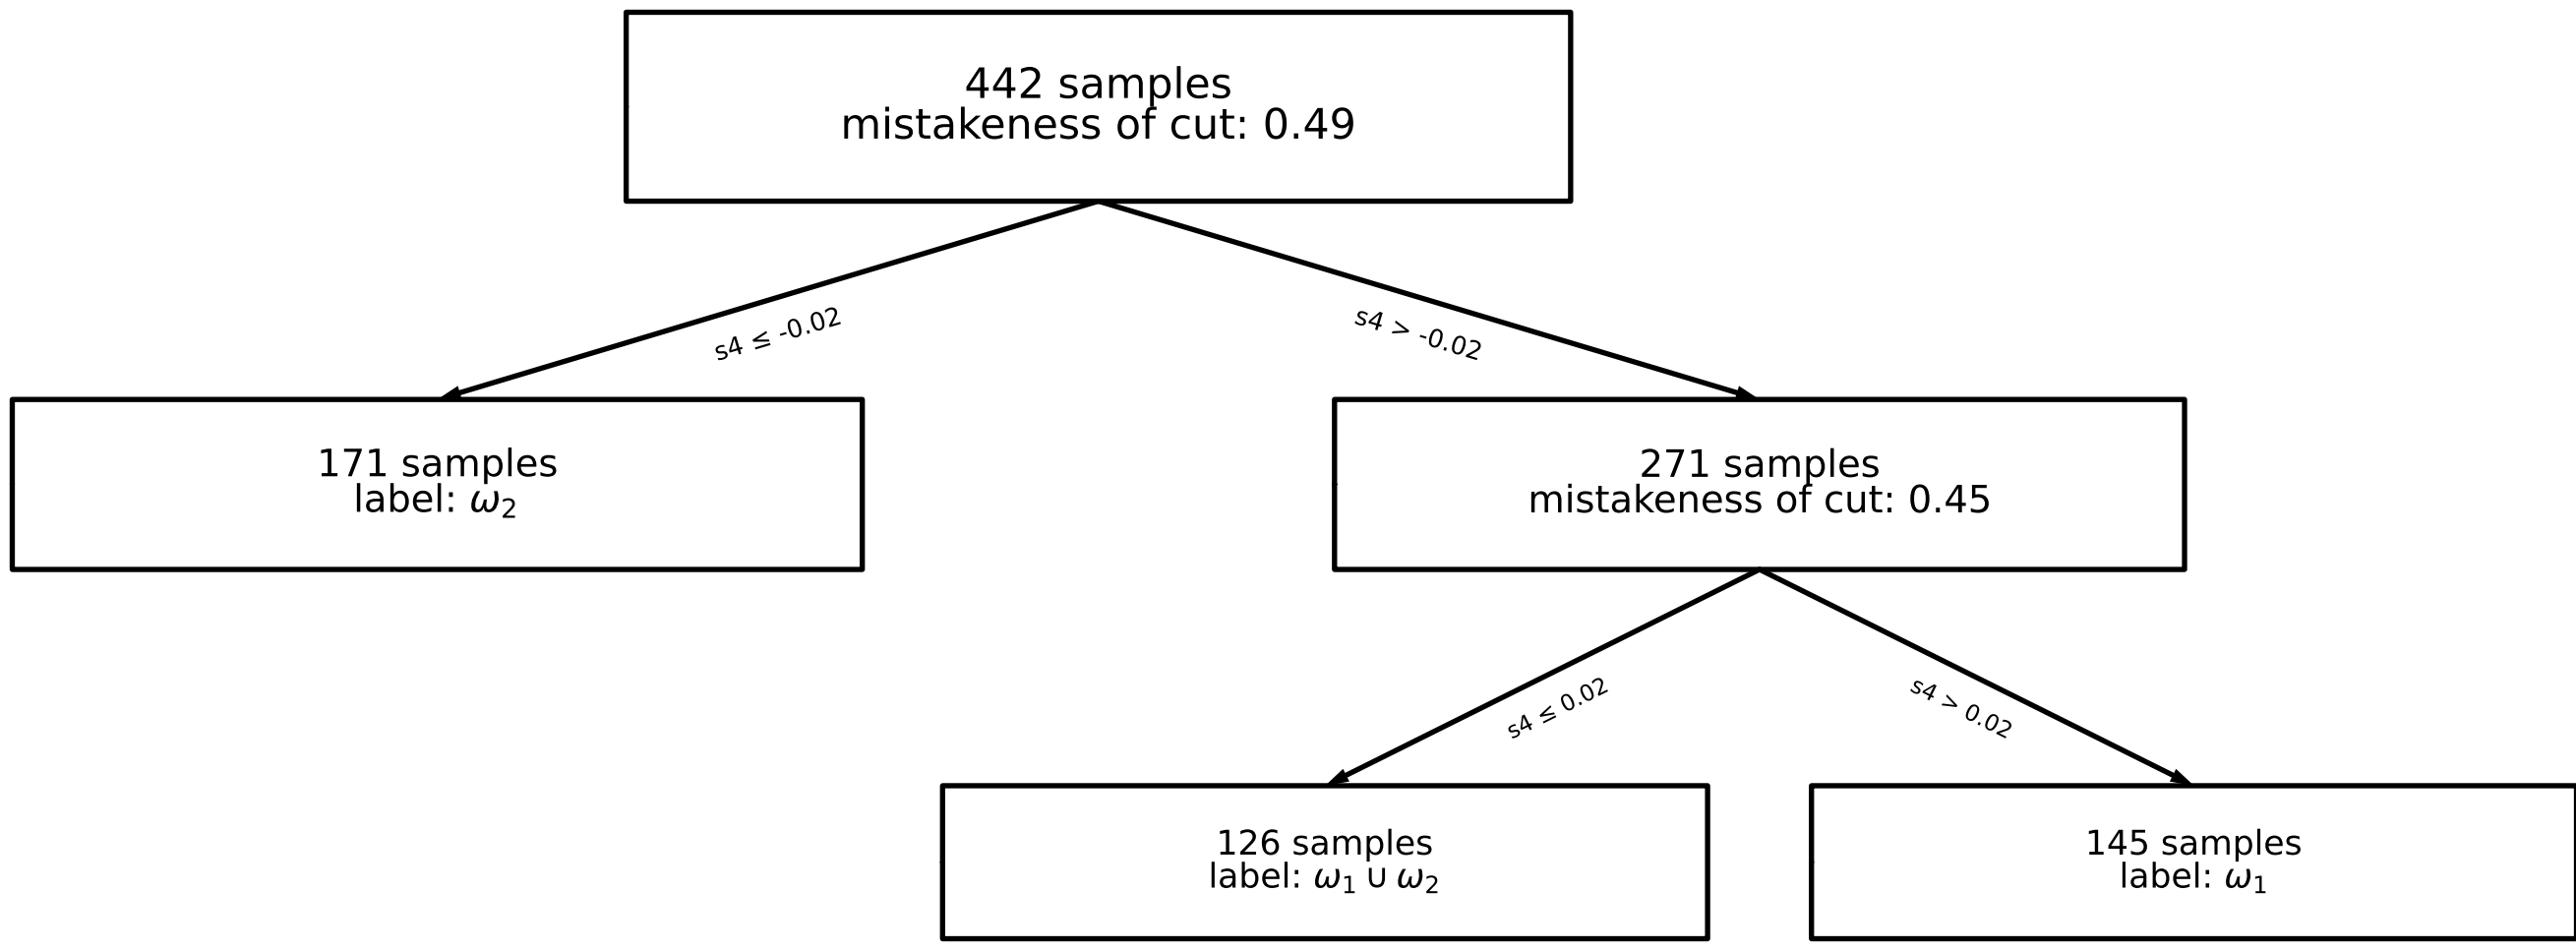 442 samples
mistakeness of cut: 0.49
s4 ≤ -0.02
s4 > -0.02
171 samples
label: ω₂
271 samples
mistakeness of cut: 0.45
s4 ≤ 0.02
s4 > 0.02
126 samples
label: ω₁ ∪ ω₂
145 samples
label: ω₁